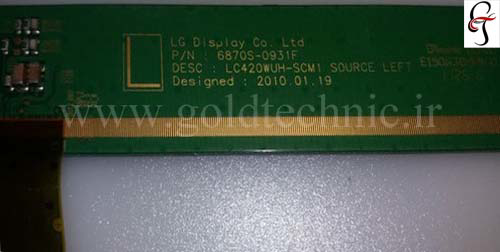 LG Display Co. Ltd
P/N : 6870S-0931F
DESC : LC420WUH-SCM1 SOURCE LEFT
Designed : 2010.01.19
L
www.goldtechnic.ir